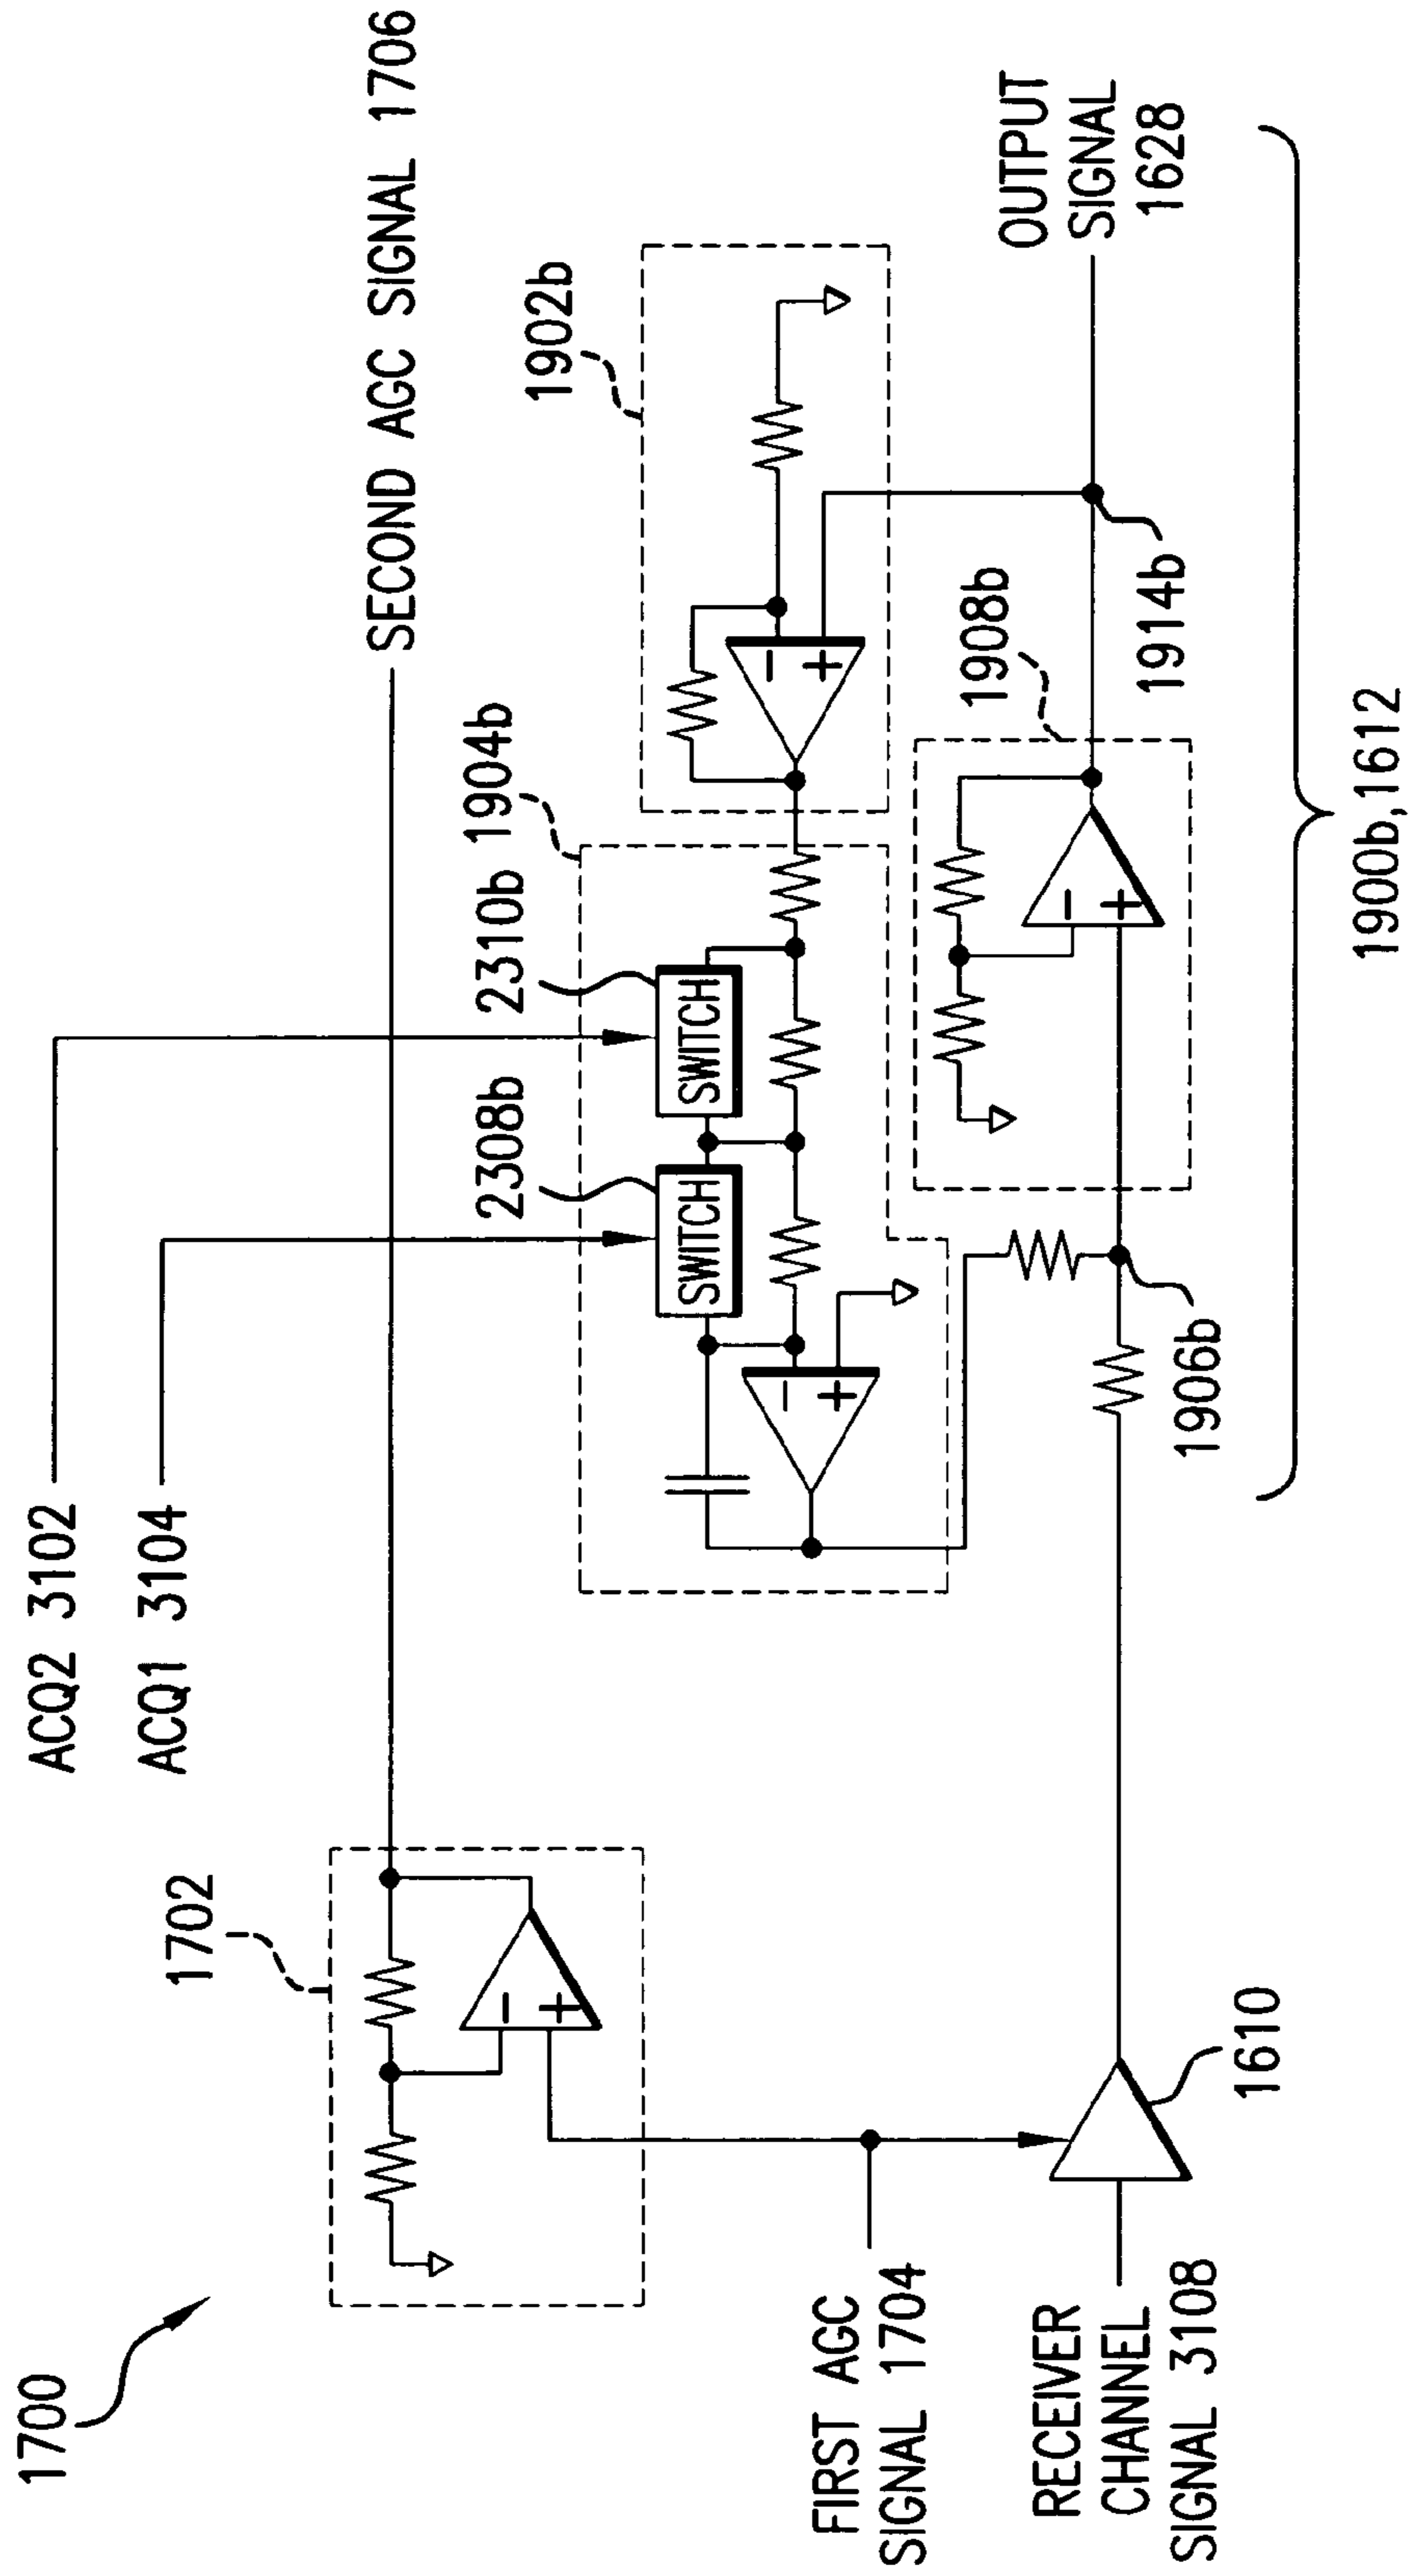 1700
1702
ACQ2 3102
ACQ1 3104
SECOND AGC SIGNAL 1706
2308b
2310b
1904b
1902b
SWITCH
SWITCH
−
+
−
+
−
+
−
+
1908b
FIRST AGC
SIGNAL 1704
RECEIVER
CHANNEL
SIGNAL 3108
1610
1906b
1914b
OUTPUT
SIGNAL
1628
1900b,1612